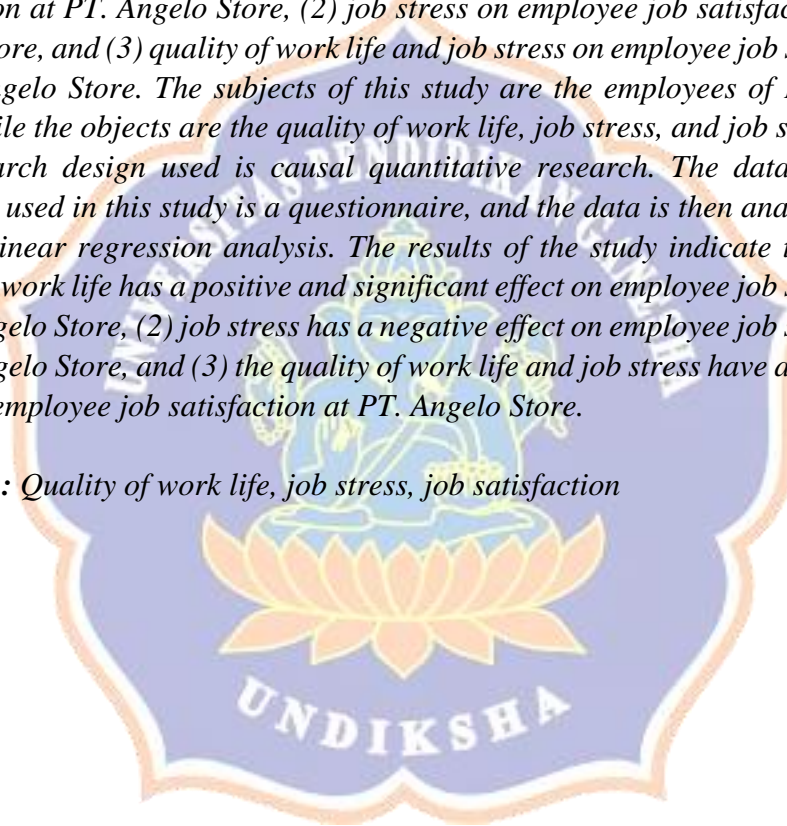 on at PT. Angelo Store, (2) job stress on employee job satisfac
ore, and (3) quality of work life and job stress on employee job s
ngelo Store. The subjects of this study are the employees of
ile the objects are the quality of work life, job stress, and job s
arch design used is causal quantitative research. The data
used in this study is a questionnaire, and the data is then ana
linear regression analysis. The results of the study indicate
work life has a positive and significant effect on employee job s
gelo Store, (2) job stress has a negative effect on employee job s
gelo Store, and (3) the quality of work life and job stress have a
employee job satisfaction at PT. Angelo Store.
: Quality of work life, job stress, job satisfaction
UNIVERSITAS PENDIDIKAN GANESHA
UNDIKSHA